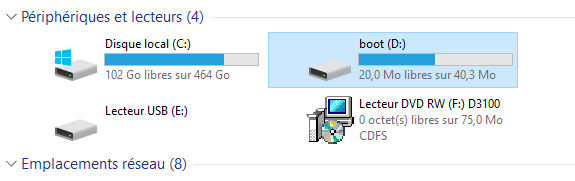 Périphériques et lecteurs (4)
Disque local (C:)
102 Go libres sur 464 Go
boot (D:)
20,0 Mo libres sur 40,3 Mo
Lecteur USB (E:)
Lecteur DVD RW (F:) D3100
0 octet(s) libres sur 75,0 Mo
CDFS
Emplacements réseau (8)